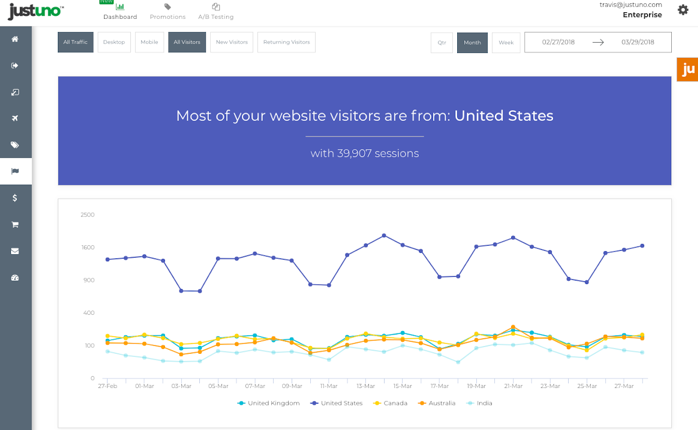 justuno
Dashboard
Promotions
A/B Testing
travis@justuno.com
Enterprise
All Traffic
Desktop
Mobile
All Visitors
New Visitors
Returning Visitors
Qtr
Month
Week
02/27/2018
03/29/2018
ju
Most of your website visitors are from: United States
with 39,907 sessions
2500
1600
900
400
100
0
27-Feb 01-Mar 03-Mar 05-Mar 07-Mar 09-Mar 11-Mar 13-Mar 15-Mar 17-Mar 19-Mar 21-Mar 23-Mar 25-Mar 27-Mar
United Kingdom United States Canada Australia India